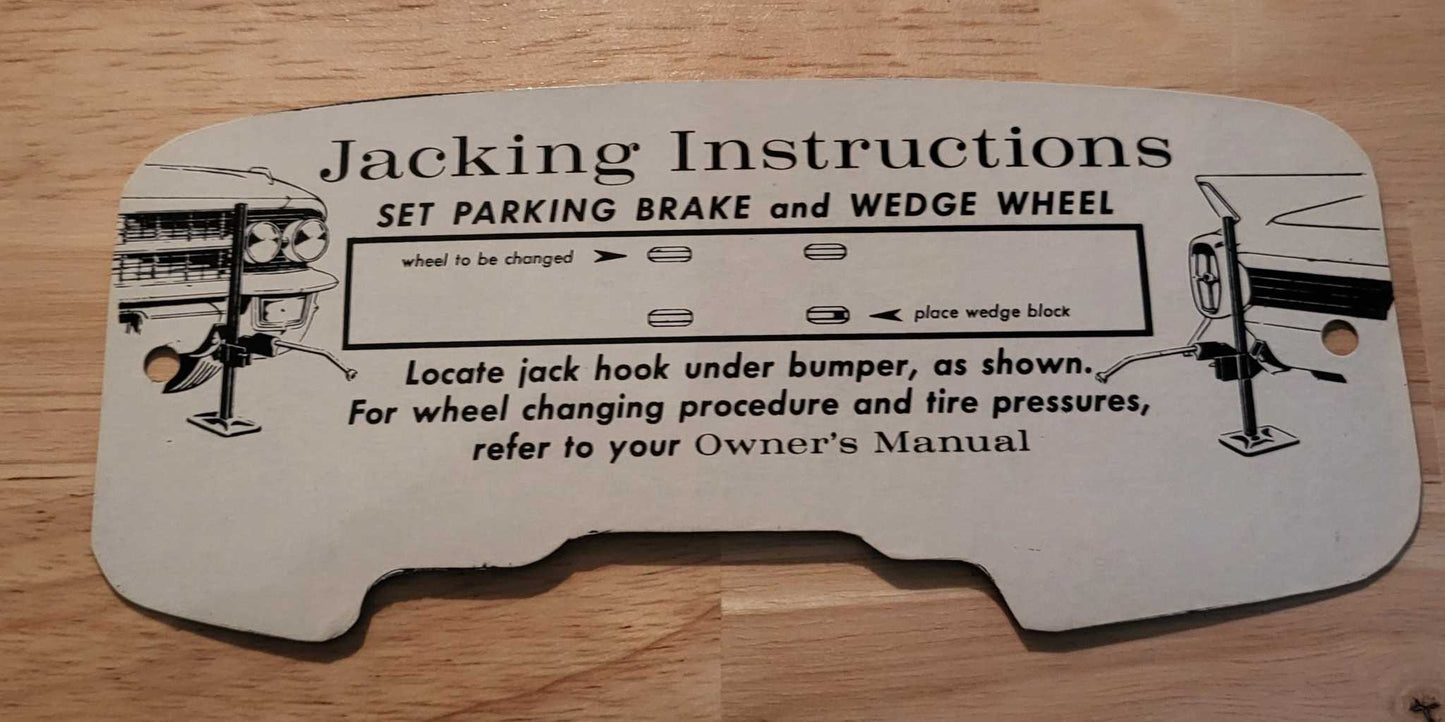 Jacking Instructions
SET PARKING BRAKE and WEDGE WHEEL
wheel to be changed
place wedge block
Locate jack hook under bumper, as shown.
For wheel changing procedure and tire pressures,
refer to your Owner's Manual